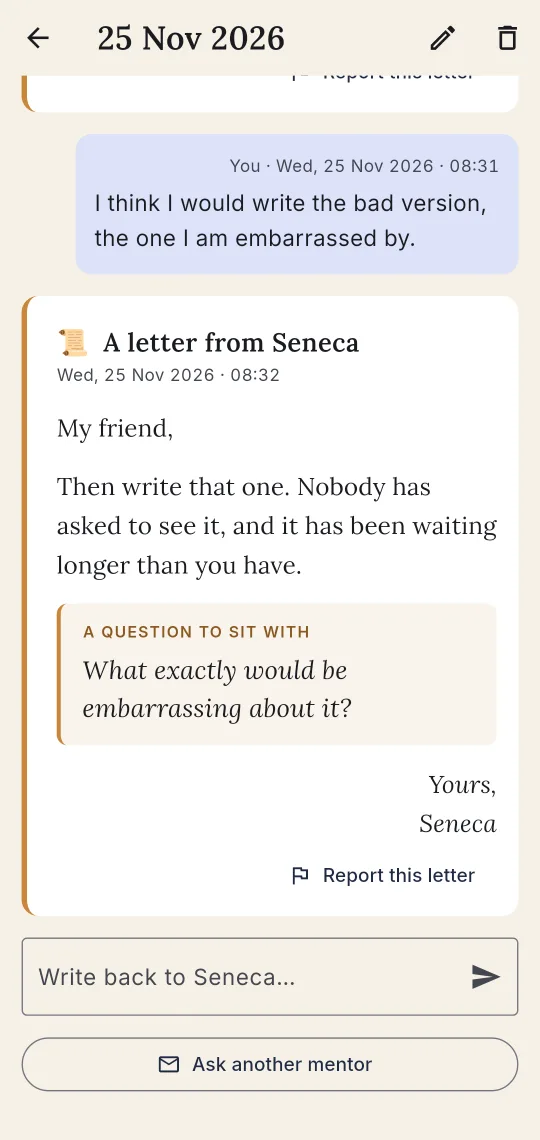 25 Nov 2026
Report this letter
You · Wed, 25 Nov 2026 · 08:31
I think I would write the bad version,
the one I am embarrassed by.
A letter from Seneca
Wed, 25 Nov 2026 · 08:32
My friend,
Then write that one. Nobody has
asked to see it, and it has been waiting
longer than you have.
A QUESTION TO SIT WITH
What exactly would be
embarrassing about it?
Yours,
Seneca
Report this letter
Write back to Seneca...
Ask another mentor